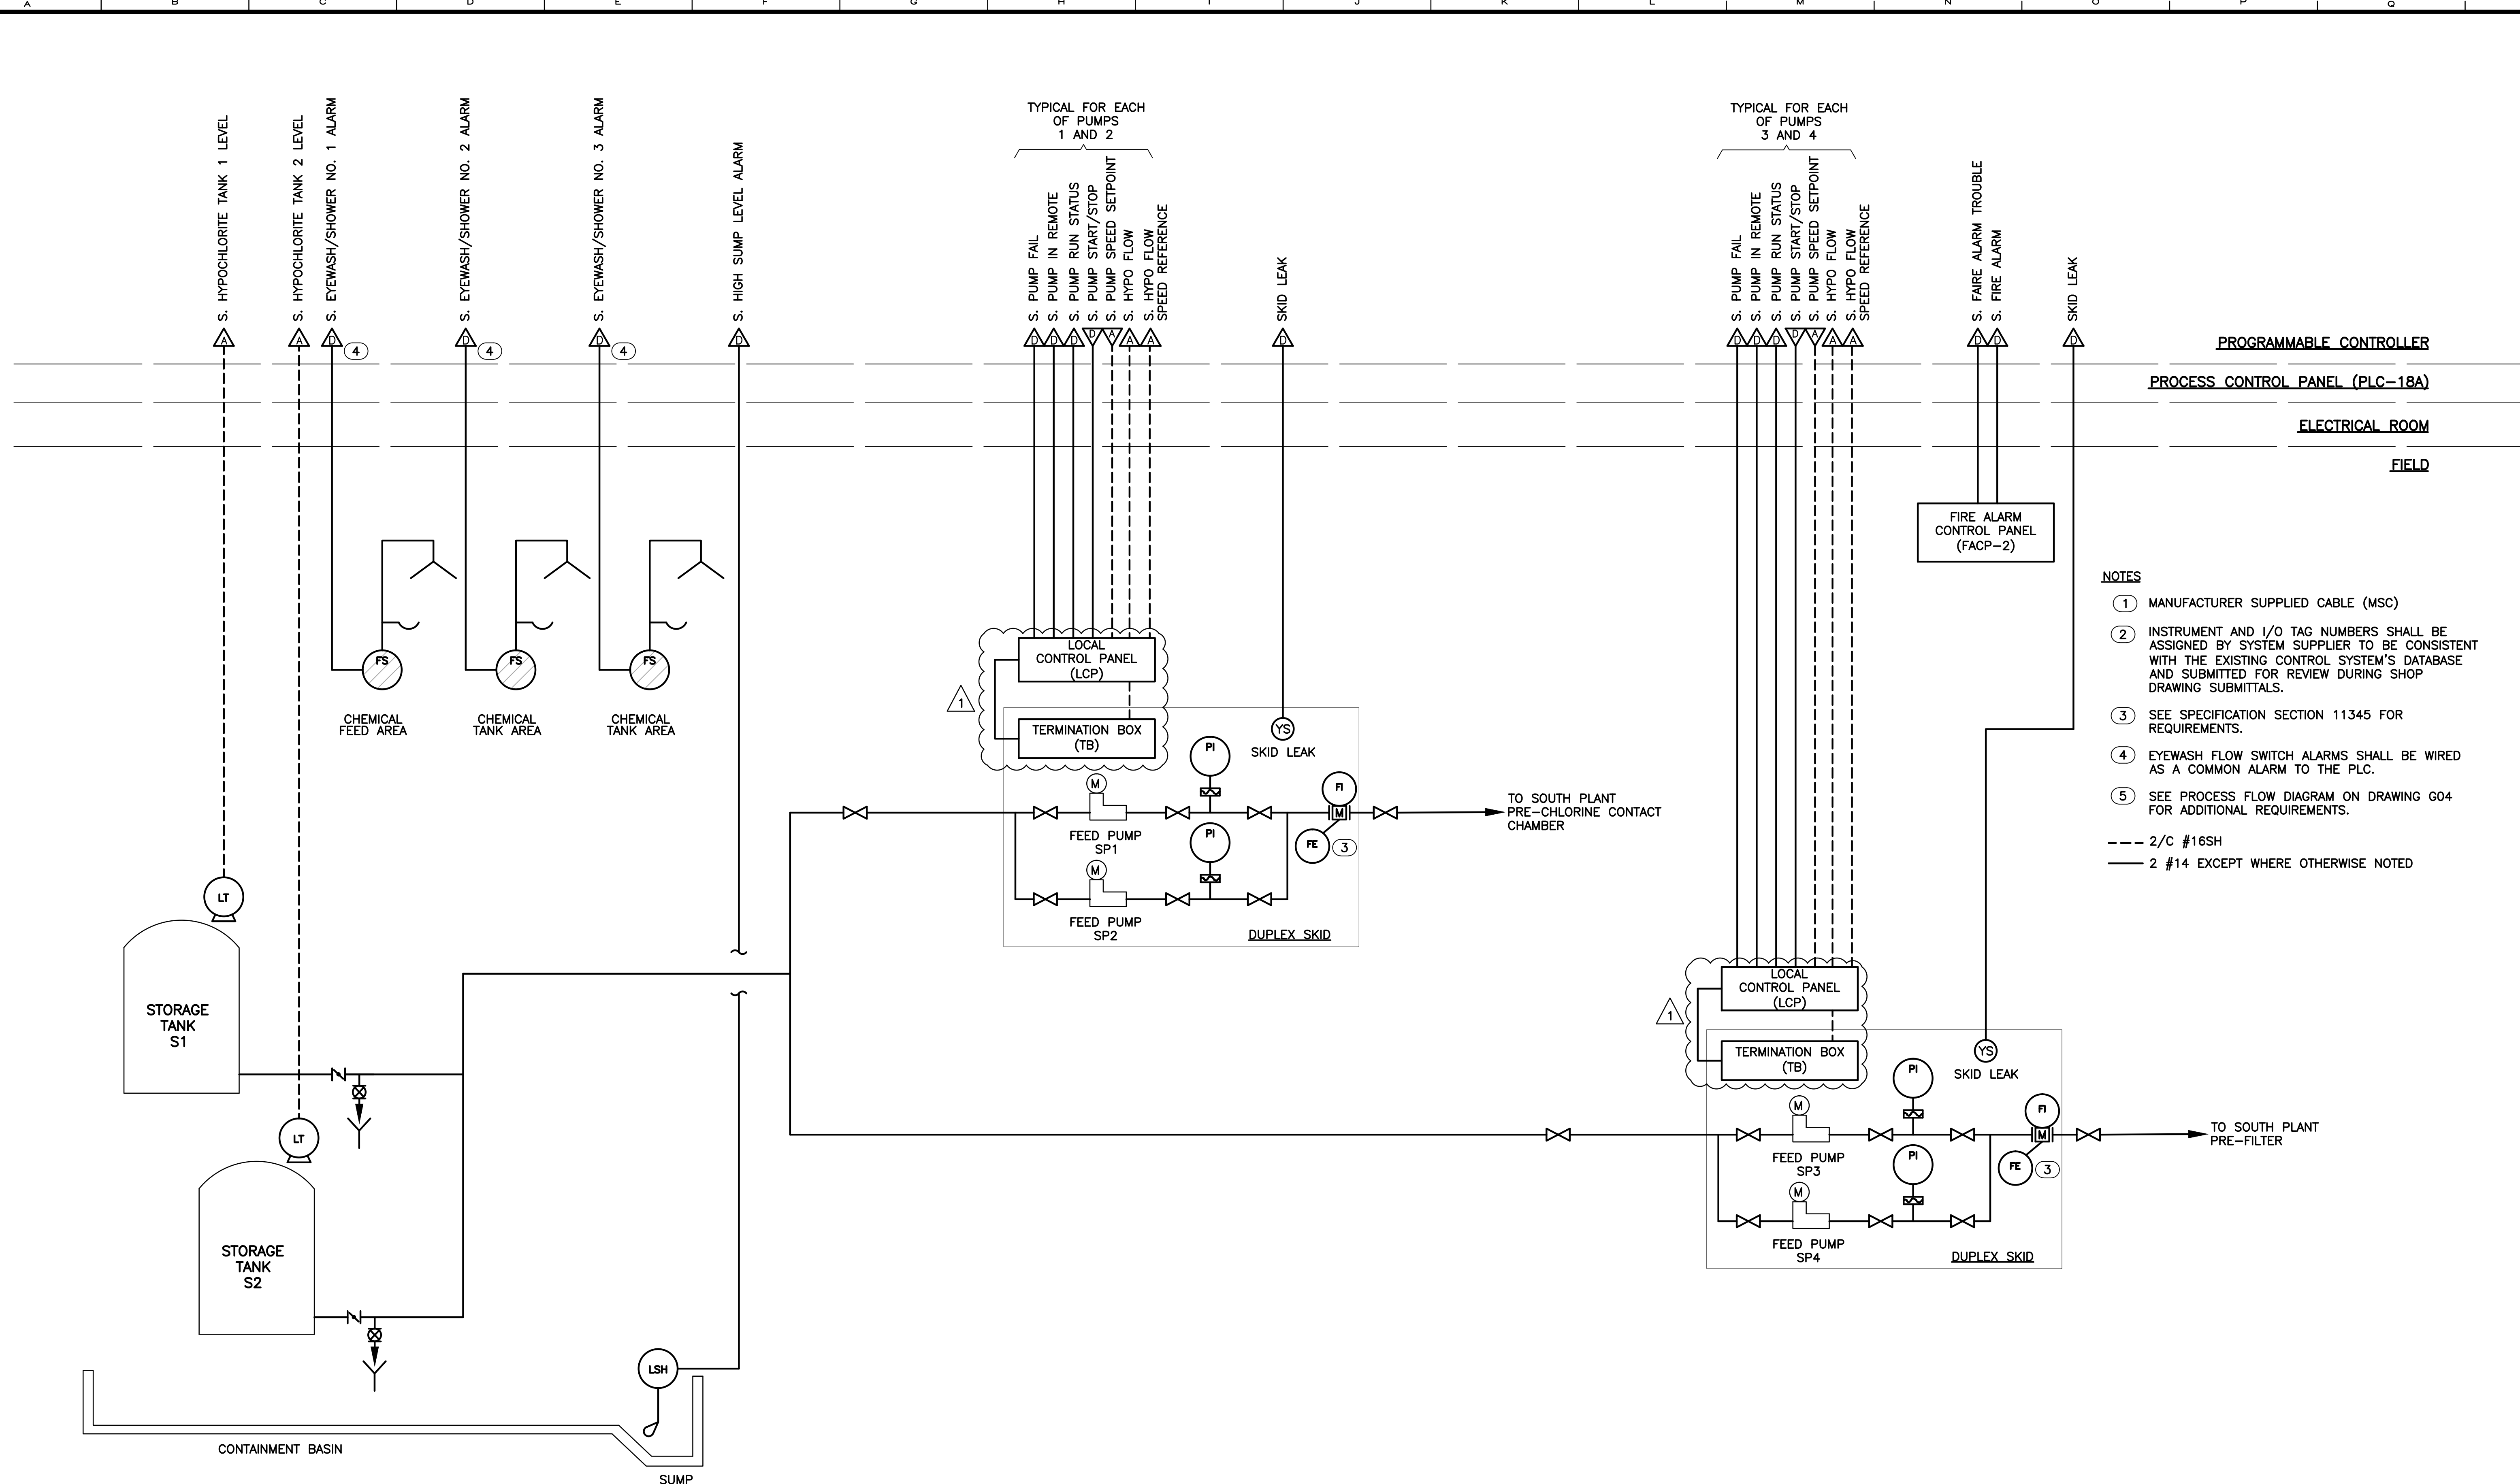 A B C D E F G H I J K L M N O P Q
S. HYPOCHLORITE TANK 1 LEVEL
S. HYPOCHLORITE TANK 2 LEVEL
S. EYEWASH/SHOWER NO. 1 ALARM
S. EYEWASH/SHOWER NO. 2 ALARM
S. EYEWASH/SHOWER NO. 3 ALARM
S. HIGH SUMP LEVEL ALARM
TYPICAL FOR EACH
OF PUMPS
1 AND 2
S. PUMP FAIL
S. PUMP IN REMOTE
S. PUMP RUN STATUS
S. PUMP START/STOP
S. PUMP SPEED SETPOINT
S. HYPO FLOW
S. HYPO FLOW
SPEED REFERENCE
SKID LEAK
TYPICAL FOR EACH
OF PUMPS
3 AND 4
S. PUMP FAIL
S. PUMP IN REMOTE
S. PUMP RUN STATUS
S. PUMP START/STOP
S. PUMP SPEED SETPOINT
S. HYPO FLOW
S. HYPO FLOW
SPEED REFERENCE
S. FAIRE ALARM TROUBLE
S. FIRE ALARM
SKID LEAK
A A D 4 D 4 D 4 D D D D D A A A D D D D D A A A D D D
PROGRAMMABLE CONTROLLER
PROCESS CONTROL PANEL (PLC-18A)
ELECTRICAL ROOM
FIELD
FIRE ALARM
CONTROL PANEL
(FACP-2)
FS
FS
FS
CHEMICAL
FEED AREA
CHEMICAL
TANK AREA
CHEMICAL
TANK AREA
LOCAL
CONTROL PANEL
(LCP)
1
TERMINATION BOX
(TB)
YS
SKID LEAK
PI
M
FI
M
FEED PUMP
SP1
PI
FE
3
M
FEED PUMP
SP2
DUPLEX SKID
TO SOUTH PLANT
PRE-CHLORINE CONTACT
CHAMBER
NOTES
1 MANUFACTURER SUPPLIED CABLE (MSC)
2 INSTRUMENT AND I/O TAG NUMBERS SHALL BE
ASSIGNED BY SYSTEM SUPPLIER TO BE CONSISTENT
WITH THE EXISTING CONTROL SYSTEM'S DATABASE
AND SUBMITTED FOR REVIEW DURING SHOP
DRAWING SUBMITTALS.
3 SEE SPECIFICATION SECTION 11345 FOR
REQUIREMENTS.
4 EYEWASH FLOW SWITCH ALARMS SHALL BE WIRED
AS A COMMON ALARM TO THE PLC.
5 SEE PROCESS FLOW DIAGRAM ON DRAWING G04
FOR ADDITIONAL REQUIREMENTS.
2/C #16SH
2 #14 EXCEPT WHERE OTHERWISE NOTED
LT
STORAGE
TANK
S1
LT
STORAGE
TANK
S2
LOCAL
CONTROL PANEL
(LCP)
1
TERMINATION BOX
(TB)
YS
SKID LEAK
PI
M
FI
M
FEED PUMP
SP3
PI
FE
3
M
FEED PUMP
SP4
DUPLEX SKID
TO SOUTH PLANT
PRE-FILTER
LSH
CONTAINMENT BASIN
SUMP